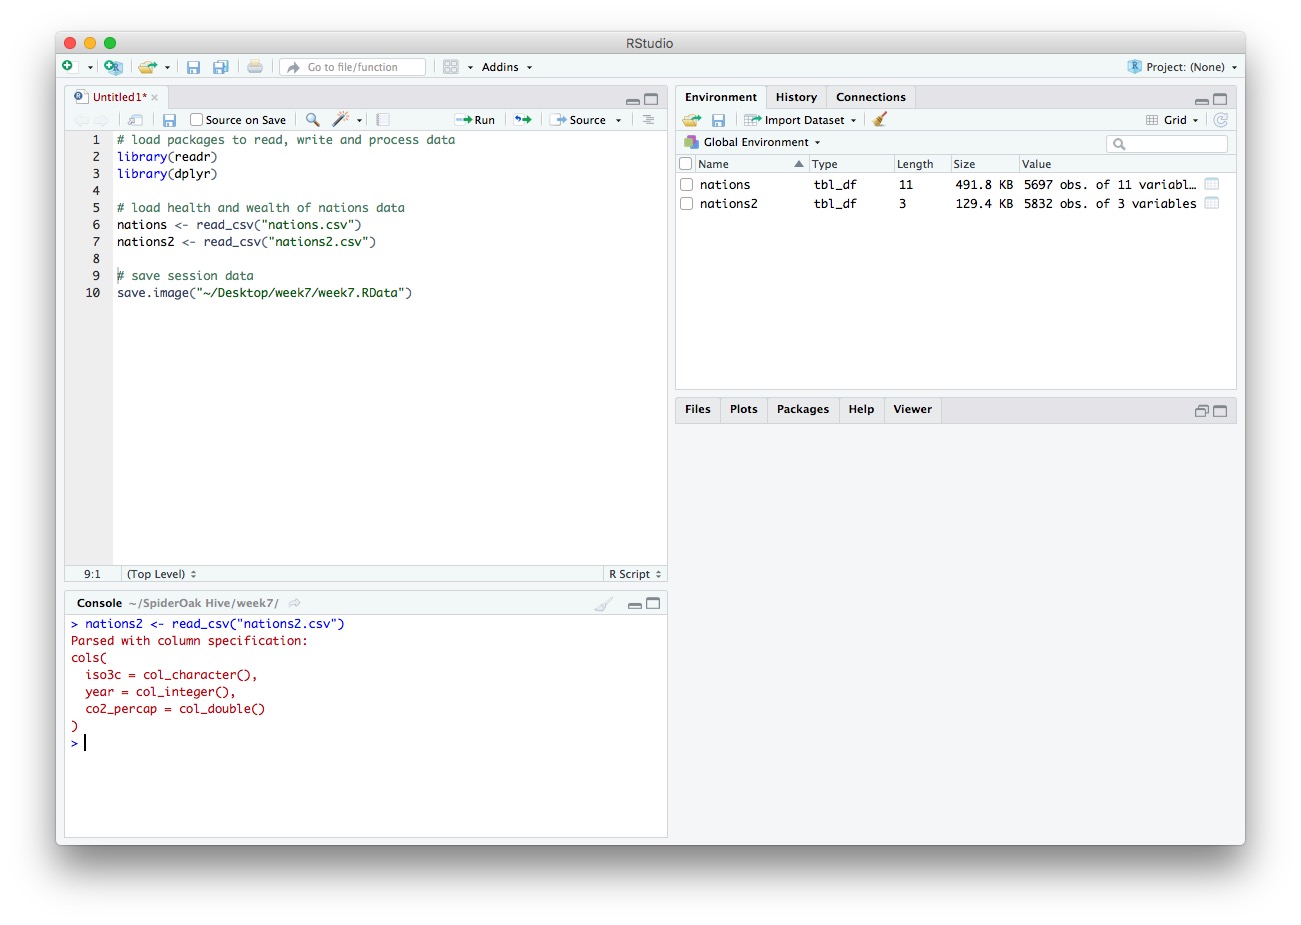 RStudio
Go to file/function
Addins
Project: (None)
Untitled1*
Source on Save
Run
Source
1 # load packages to read, write and process data
2 library(readr)
3 library(dplyr)
4
5 # load health and wealth of nations data
6 nations <- read_csv("nations.csv")
7 nations2 <- read_csv("nations2.csv")
8
9 # save session data
10 save.image("~/Desktop/week7/week7.RData")
9:1 (Top Level) R Script
Console ~/SpiderOak Hive/week7/
> nations2 <- read_csv("nations2.csv")
Parsed with column specification:
cols(
  iso3c = col_character(),
  year = col_integer(),
  co2_percap = col_double()
)
>
Environment History Connections
Import Dataset Grid
Global Environment
Name Type Length Size Value
nations tbl_df 11 491.8 KB 5697 obs. of 11 variabl…
nations2 tbl_df 3 129.4 KB 5832 obs. of 3 variables
Files Plots Packages Help Viewer